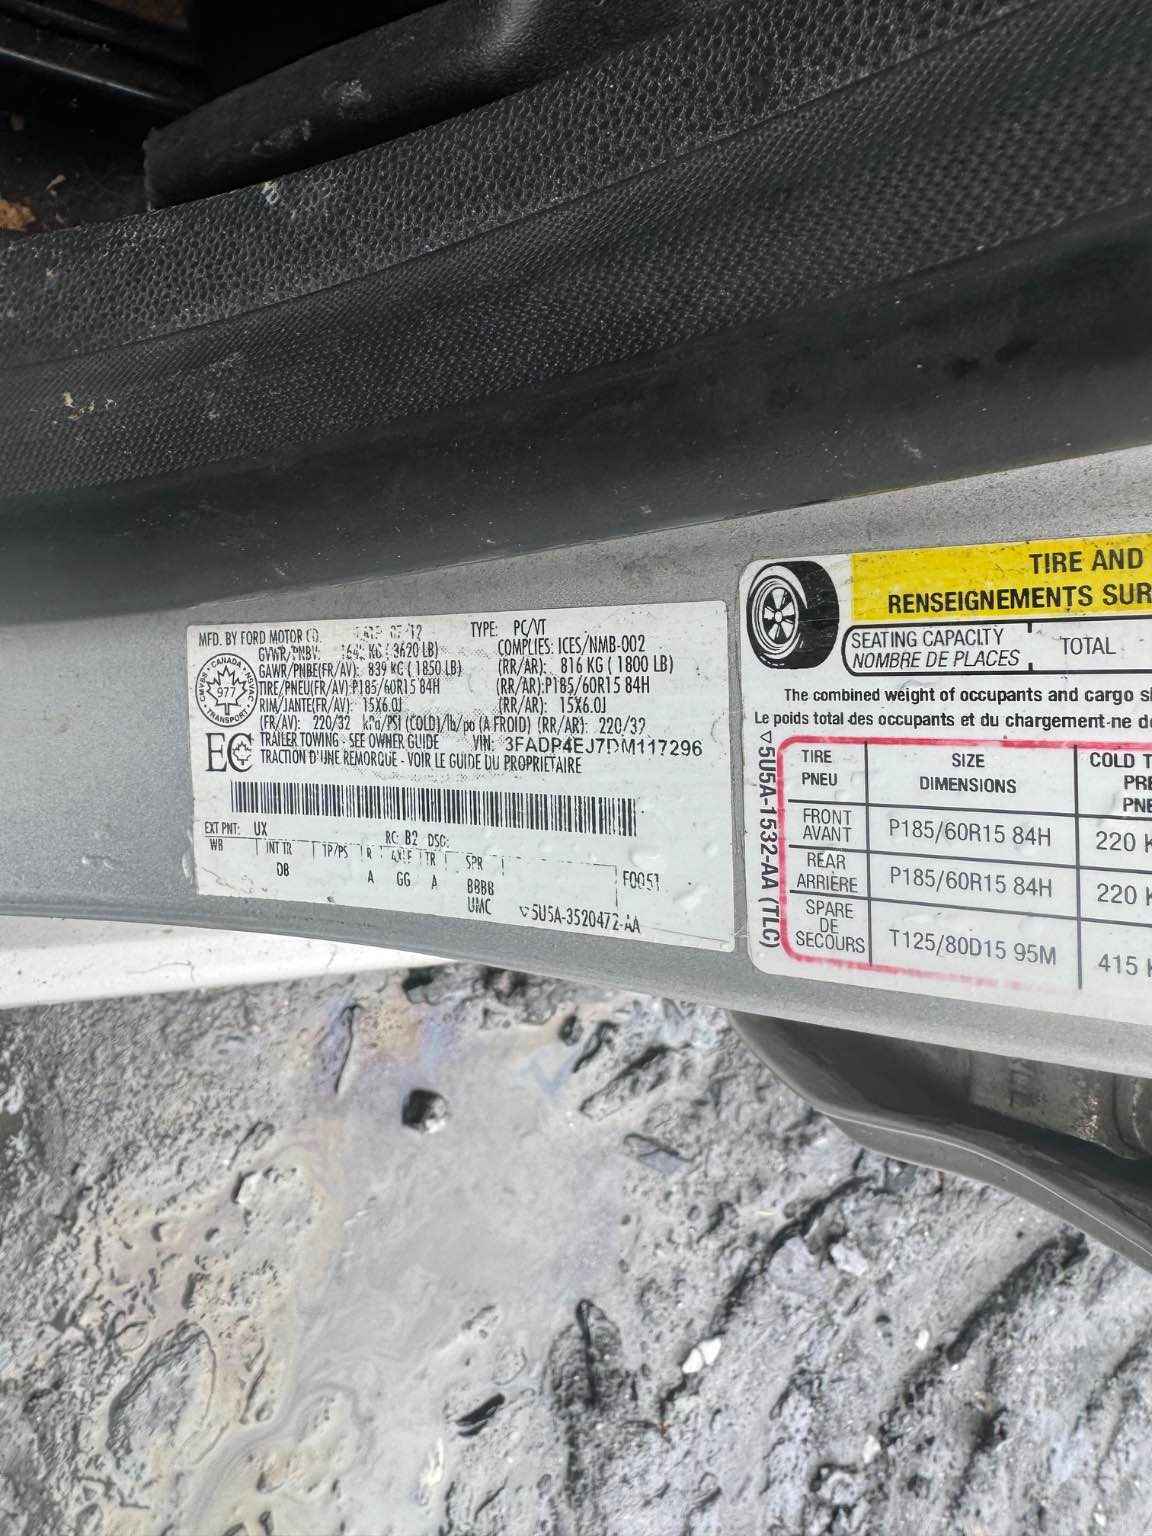 MFD. BY FORD MOTOR CO. 07/12
TYPE: PC/VT
GVWR/PNBV: 164 KG ( 3620 LB)
COMPLIES: ICES/NMB-002
GAWR/PNBE(FR/AV): 839 KG ( 1850 LB)
(RR/AR): 816 KG ( 1800 LB)
TIRE/PNEU(FR/AV):P185/60R15 84H
(RR/AR):P185/60R15 84H
RIM/JANTE(FR/AV): 15X6.0J
(RR/AR): 15X6.0J
(FR/AV): 220/32 kPa/PSI (COLD)/lb/po (A FROID) (RR/AR): 220/32
TRAILER TOWING - SEE OWNER GUIDE
VIN: 3FADP4EJ7DM117296
TRACTION D'UNE REMORQUE - VOIR LE GUIDE DU PROPRIETAIRE
CANADA
977
TRANSPORT
CMVSS
NSVAC
EC
EXT PNT: UX
RC: B2 DSO:
WB INT TR TP/PS R AXLE TR SPR
DB A GG A BBBB
UMC
F0051
▽5U5A-3520472-AA
TIRE AND
RENSEIGNEMENTS SUR
SEATING CAPACITY
NOMBRE DE PLACES
TOTAL
The combined weight of occupants and cargo
Le poids total des occupants et du chargement ne
▽5U5A-1532-AA (TLC)
TIRE
PNEU
SIZE
DIMENSIONS
COLD
FRONT
AVANT
P185/60R15 84H
220
REAR
ARRIÈRE
P185/60R15 84H
220
SPARE
DE
SECOURS
T125/80D15 95M
415